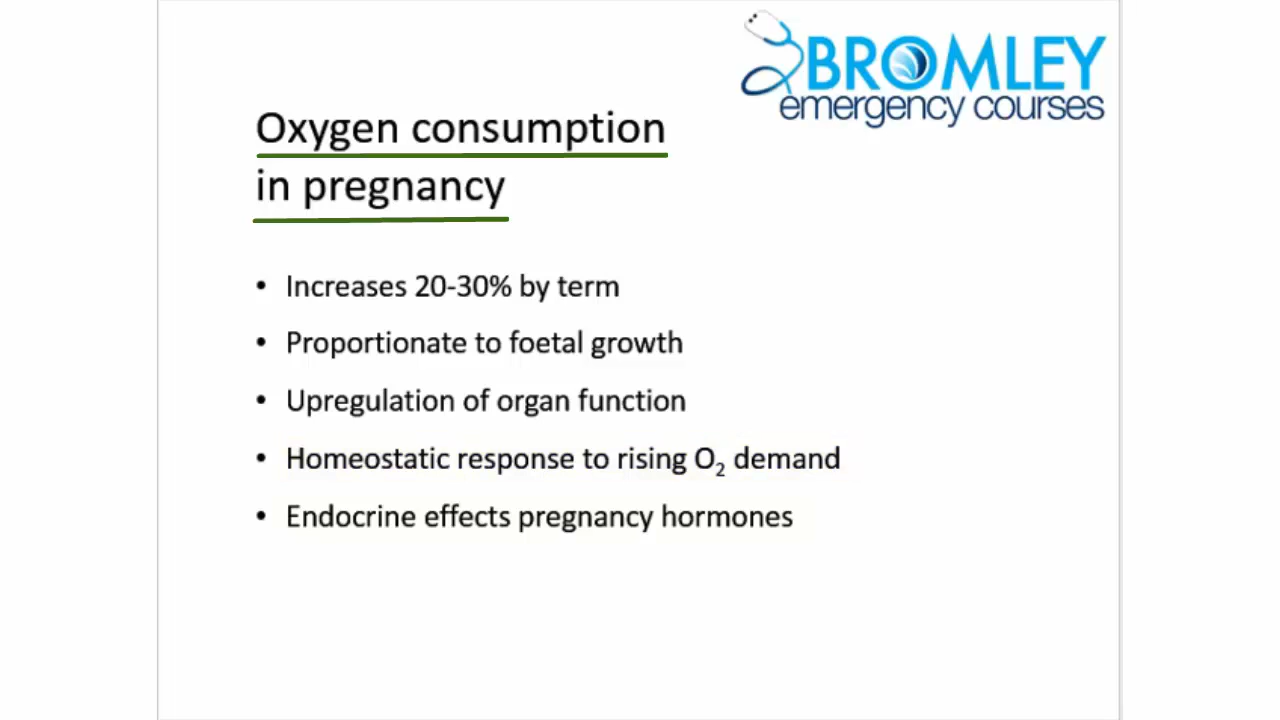 BROMLEY
emergency courses
Oxygen consumption
in pregnancy
• Increases 20-30% by term
• Proportionate to foetal growth
• Upregulation of organ function
• Homeostatic response to rising O₂ demand
• Endocrine effects pregnancy hormones